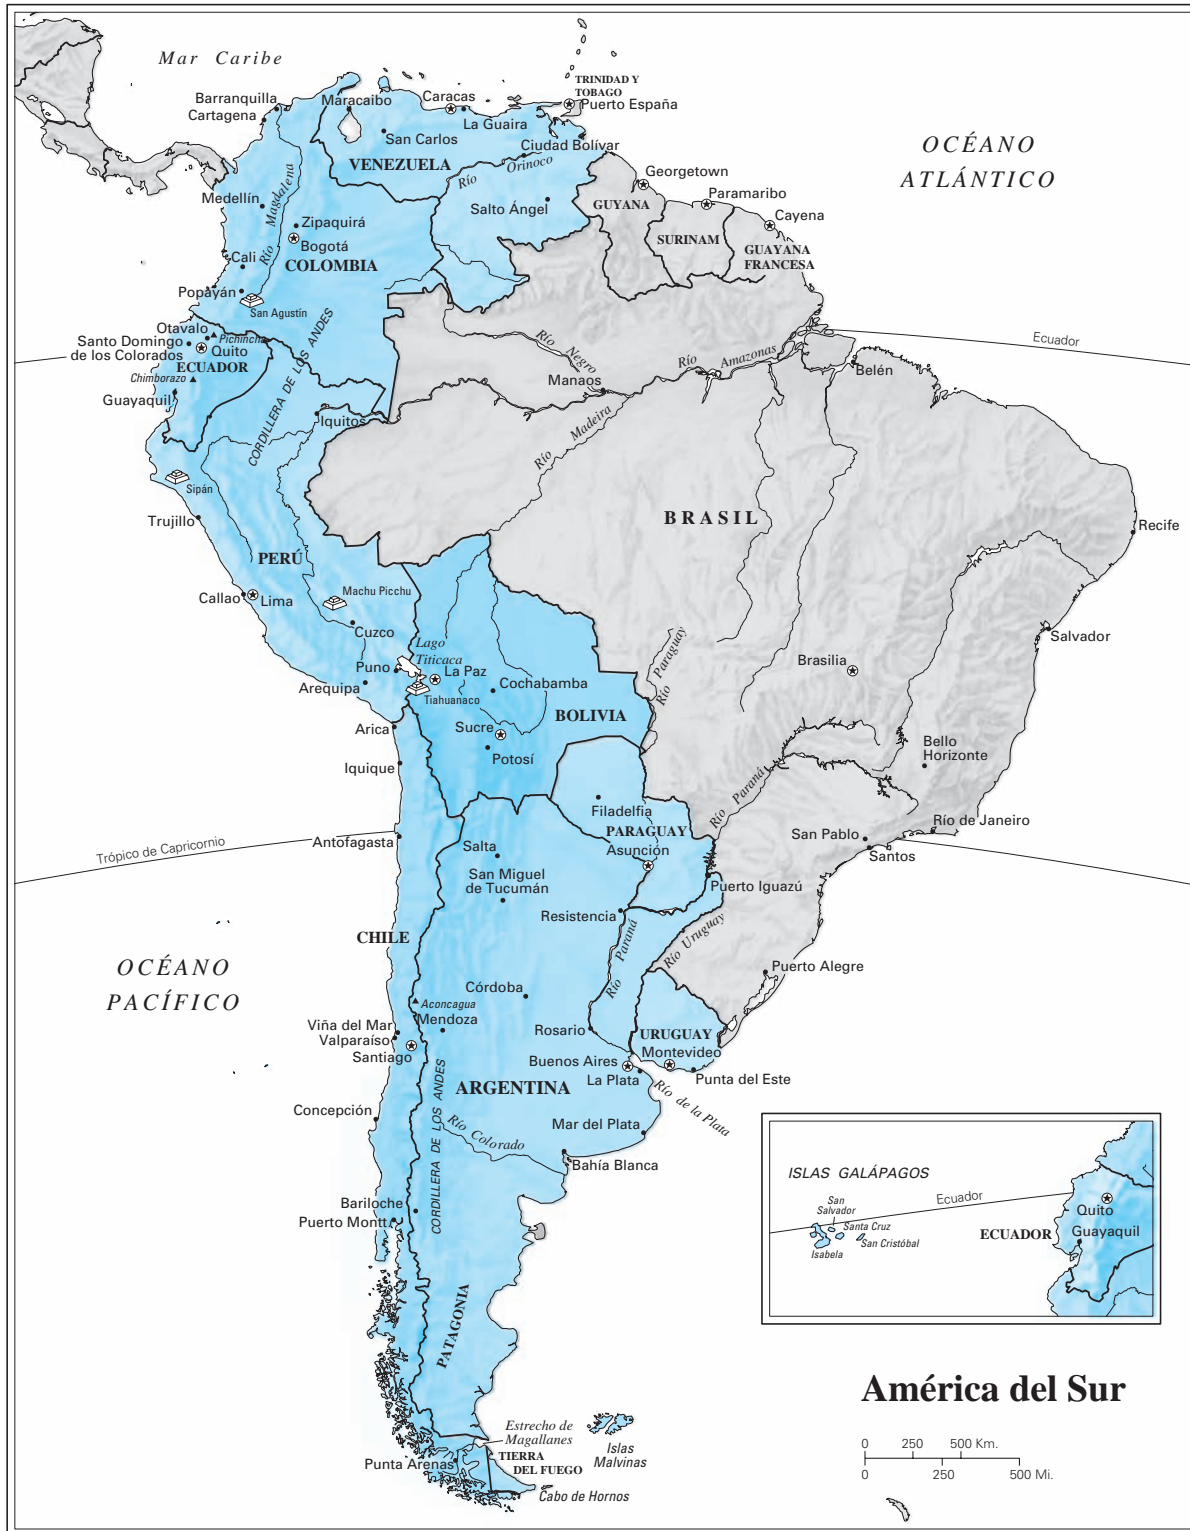 Mar Caribe
TRINIDAD Y
TOBAGO
Puerto España
Barranquilla
Cartagena
Maracaibo
Caracas
La Guaira
San Carlos
Ciudad Bolívar
VENEZUELA
Río Orinoco
OCÉANO
ATLÁNTICO
Georgetown
Paramaribo
Cayena
Medellín
Río Magdalena
Salto Ángel
GUYANA
SURINAM
GUAYANA
FRANCESA
Zipaquirá
Bogotá
Cali
COLOMBIA
Popayán
San Agustín
Otavalo
Pichincha
Santo Domingo
de los Colorados
Quito
ECUADOR
Chimborazo
Guayaquil
CORDILLERA DE LOS ANDES
Río Negro
Río Amazonas
Ecuador
Manaos
Belén
Iquitos
Río Madeira
Sipán
Trujillo
BRASIL
Recife
PERÚ
Callao
Lima
Machu Picchu
Cuzco
Salvador
Lago
Titicaca
Puno
La Paz
Río Paraguay
Brasilia
Arequipa
Tiahuanaco
Cochabamba
BOLIVIA
Arica
Sucre
Potosí
Bello
Horizonte
Iquique
Río Paraná
Filadelfia
PARAGUAY
Asunción
San Pablo
Río de Janeiro
Santos
Trópico de Capricornio
Antofagasta
Salta
San Miguel
de Tucumán
Puerto Iguazú
Resistencia
Río Paraná
Río Uruguay
CHILE
OCÉANO
PACÍFICO
Puerto Alegre
Córdoba
Aconcagua
Mendoza
Viña del Mar
Valparaíso
Santiago
Rosario
URUGUAY
Montevideo
Buenos Aires
La Plata
Punta del Este
ARGENTINA
Río de la Plata
Concepción
CORDILLERA DE LOS ANDES
Río Colorado
Mar del Plata
Bahía Blanca
Bariloche
Puerto Montt
PATAGONIA
ISLAS GALÁPAGOS
Ecuador
San
Salvador
Santa Cruz
San Cristóbal
Isabela
Quito
ECUADOR
Guayaquil
América del Sur
Estrecho de
Magallanes
Islas
Malvinas
Punta Arenas
TIERRA
DEL FUEGO
Cabo de Hornos
0 250 500 Km.
0 250 500 Mi.